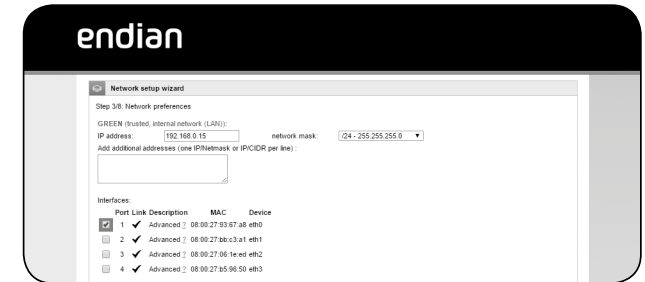 endian
Network setup wizard
Step 3/8: Network preferences
GREEN (trusted, internal network (LAN)):
IP address: 192.168.0.15 network mask: /24 - 255.255.255.0
Add additional addresses (one IP/Netmask or IP/CIDR per line) :
Interfaces:
Port Link Description MAC Device
1 Advanced ? 08:00:27:93:67:a8 eth0
2 Advanced ? 08:00:27:bb:c3:a1 eth1
3 Advanced ? 08:00:27:06:1e:ed eth2
4 Advanced ? 08:00:27:b5:96:50 eth3